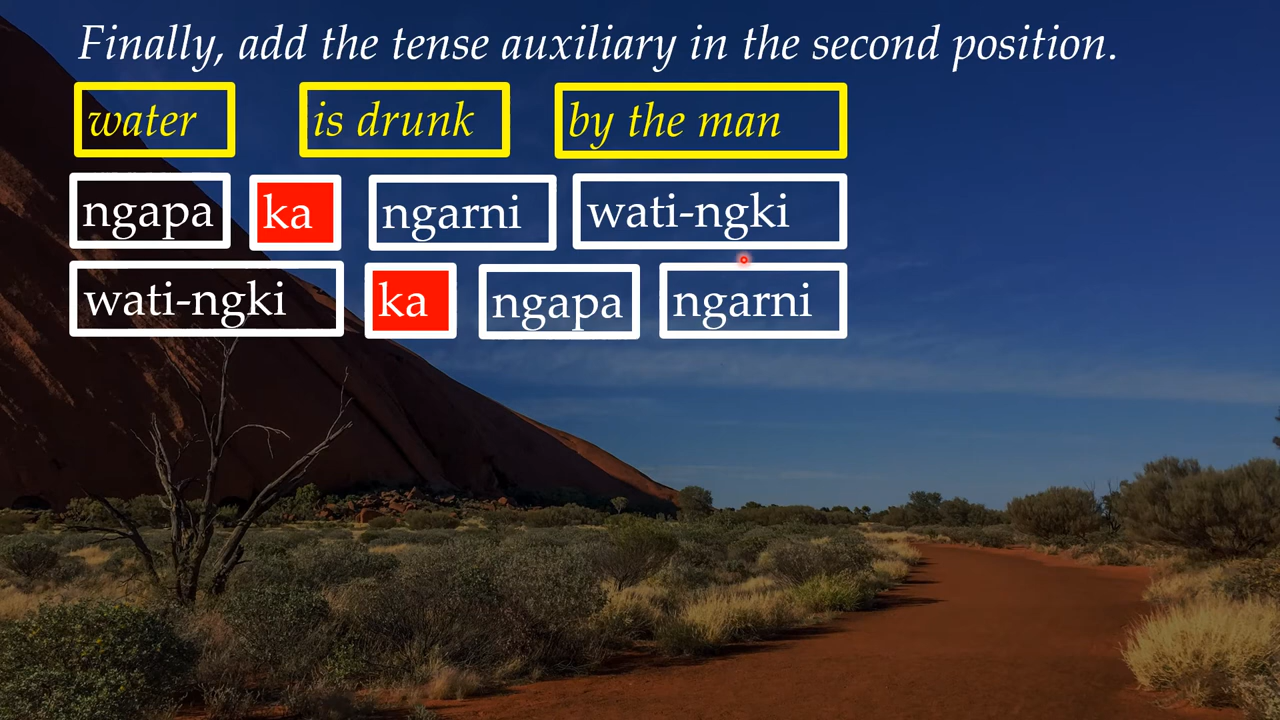 Finally, add the tense auxiliary in the second position.
water is drunk by the man
ngapa ka ngarni wati-ngki
wati-ngki ka ngapa ngarni